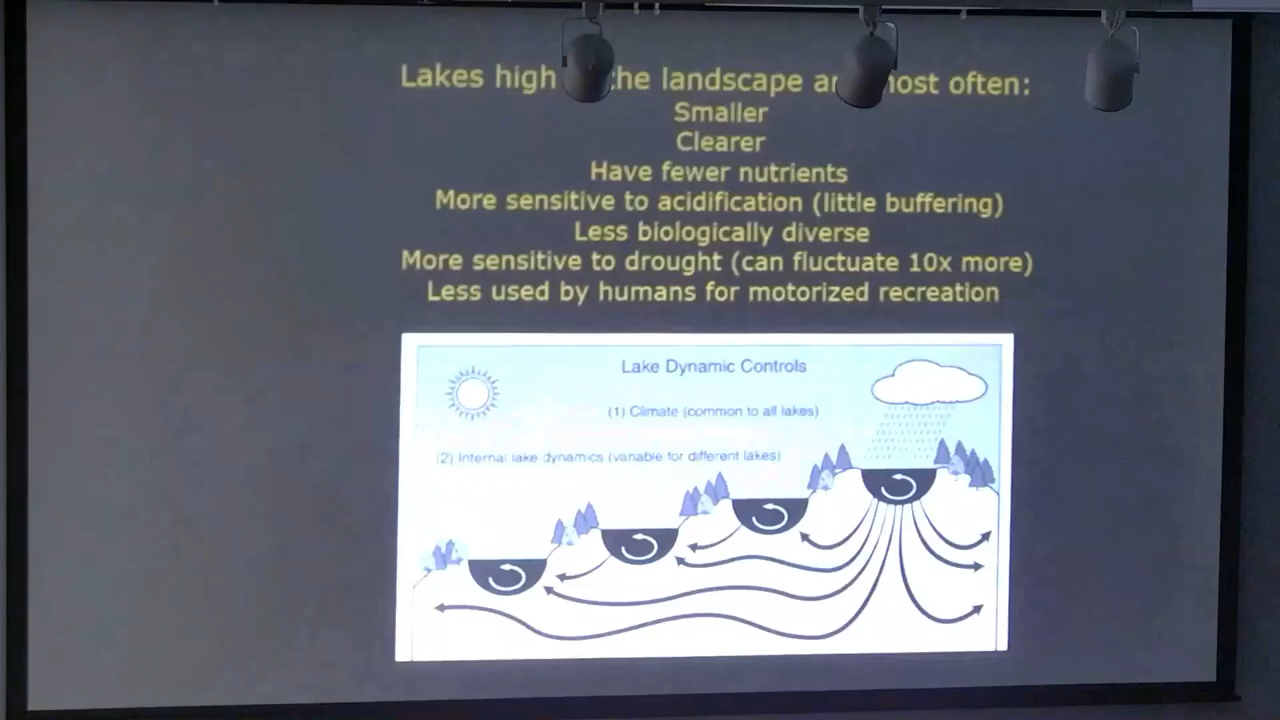 Lakes high the landscape most often:
Smaller
Clearer
Have fewer nutrients
More sensitive to acidification (little buffering)
Less biologically diverse
More sensitive to drought (can fluctuate 10x more)
Less used by humans for motorized recreation
Lake Dynamic Controls
(1) Climate (common to all lakes)
(2) Internal lake dynamics (variable for different lakes)